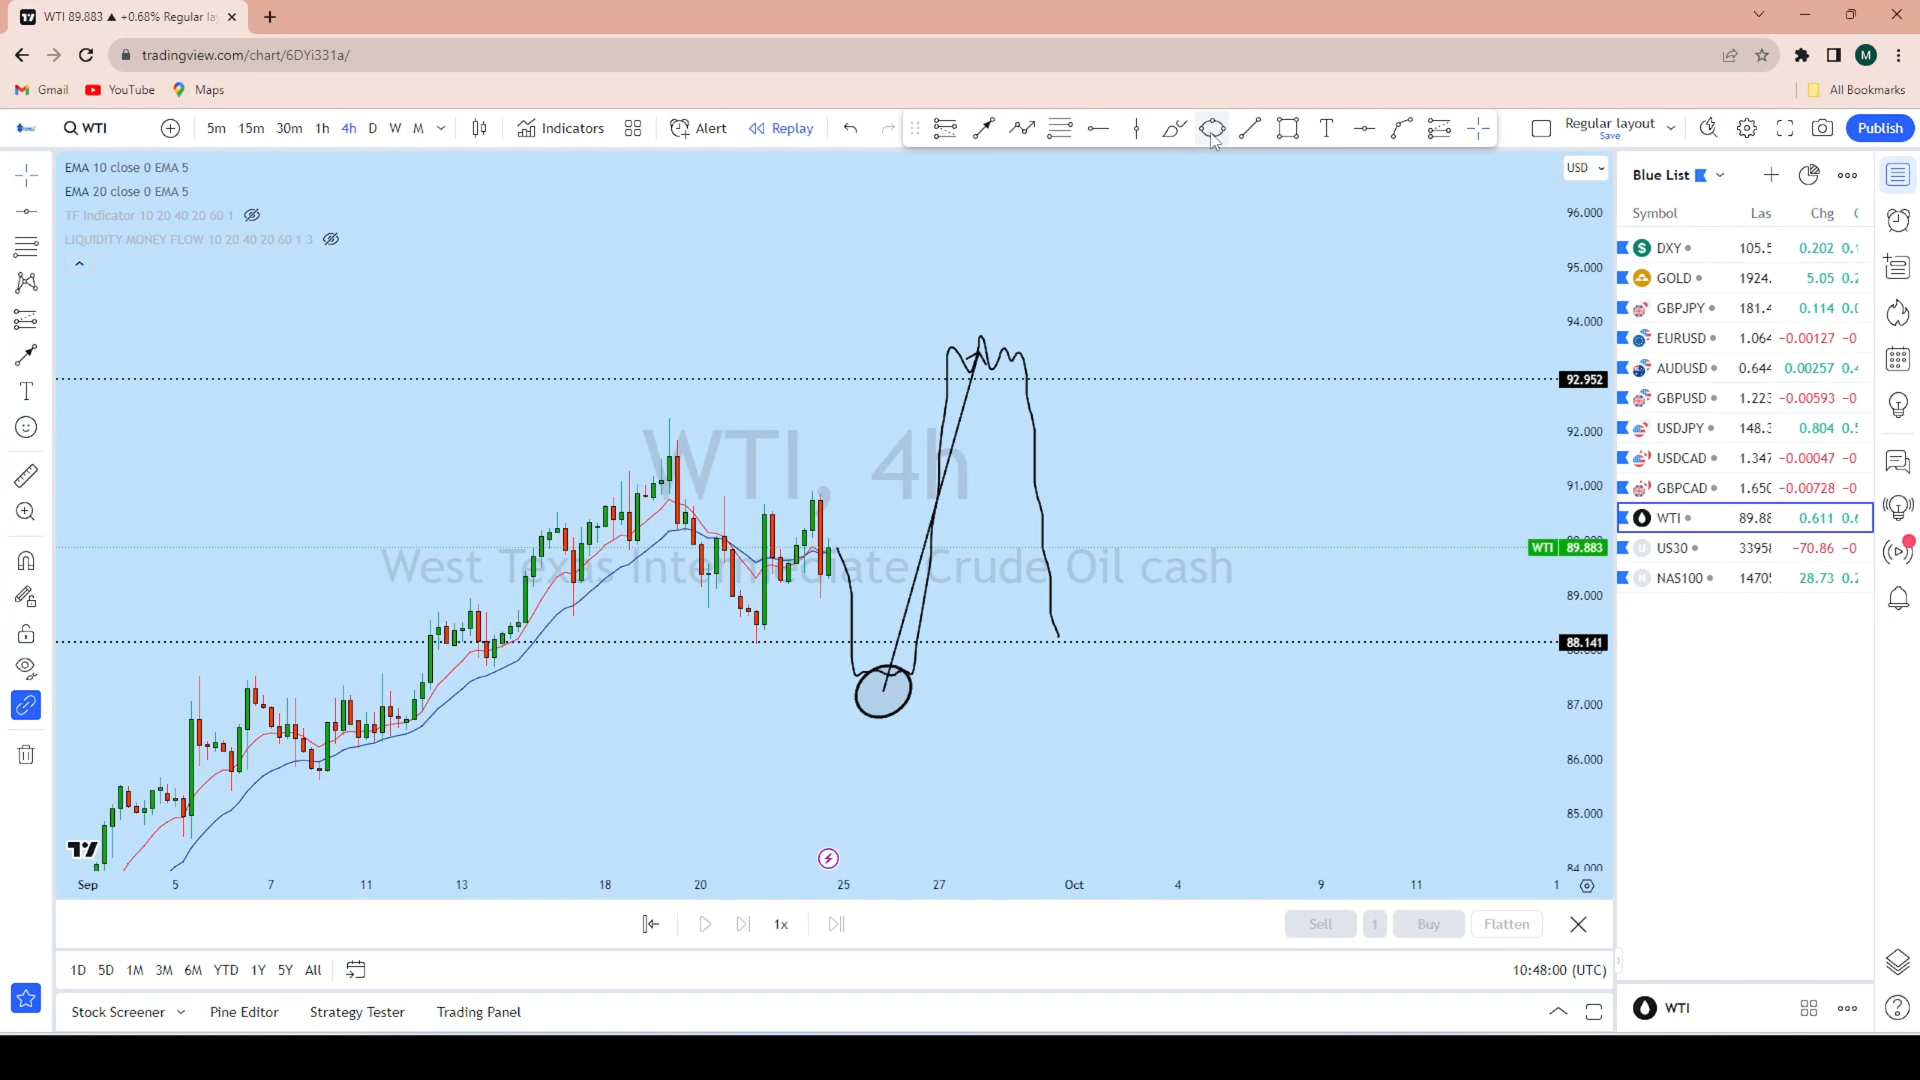 WTI 89.883 ▲ +0.68% Regular la
tradingview.com/chart/6DYi331a/
M
Gmail YouTube Maps All Bookmarks
WTI 5m 15m 30m 1h 4h D W M Indicators Alert Replay Regular layout Save Publish
EMA 10 close 0 EMA 5
EMA 20 close 0 EMA 5
TF Indicator 10 20 40 20 60 1
LIQUIDITY MONEY FLOW 10 20 40 20 60 1 3
WTI, 4h
West Texas Intermediate Crude Oil cash
USD
96.000
95.000
94.000
92.952
92.000
91.000
WTI 89.883
89.000
88.141
87.000
86.000
85.000
84.000
Sep 5 7 11 13 18 20 25 27 Oct 4 9 11 1
Blue List
Symbol Las Chg
DXY 105.5 0.202
GOLD 1924. 5.05
GBPJPY 181.4 0.114
EURUSD 1.064 -0.00127 -0
AUDUSD 0.644 0.00257
GBPUSD 1.223 -0.00593 -0
USDJPY 148.3 0.804
USDCAD 1.347 -0.00047 -0
GBPCAD 1.650 -0.00728 -0
WTI 89.88 0.611
US30 33958 -70.86 -0
NAS100 1470 28.73
1x Sell 1 Buy Flatten
1D 5D 1M 3M 6M YTD 1Y 5Y All 10:48:00 (UTC)
Stock Screener Pine Editor Strategy Tester Trading Panel
WTI